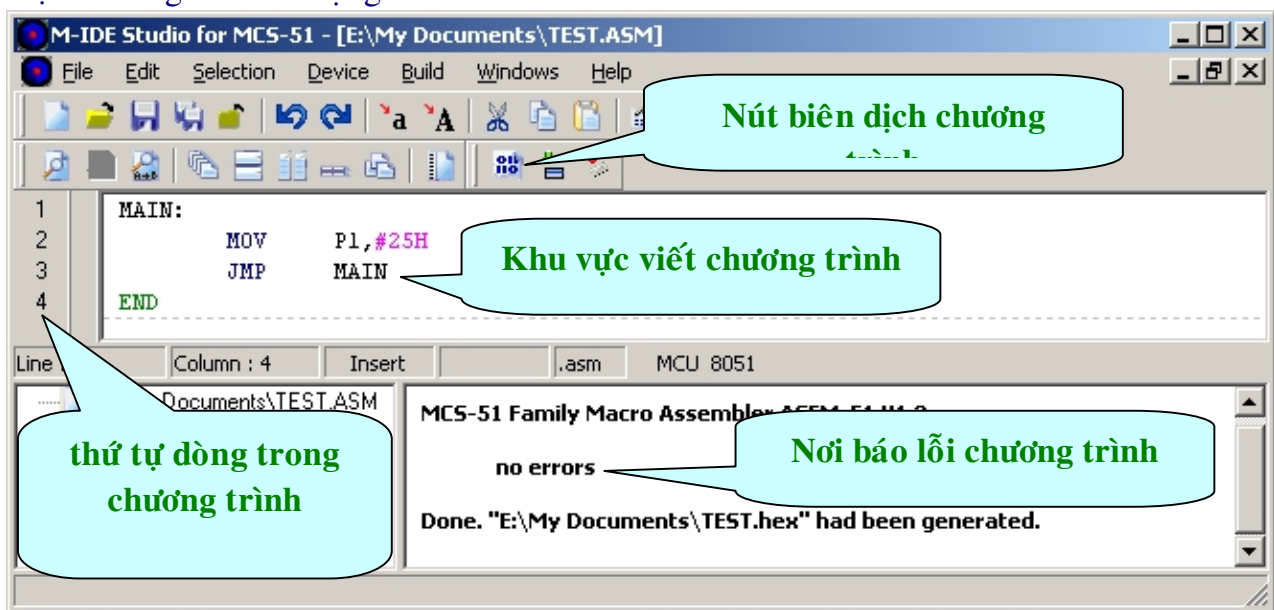 M-IDE Studio for MCS-51 - [E:\My Documents\TEST.ASM]
File Edit Selection Device Build Windows Help
Nút biên dịch chương
1 MAIN:
2 MOV P1,#25H
3 JMP MAIN
4 END
Khu vực viết chương trình
Line Column : 4 Insert .asm MCU 8051
Documents\TEST.ASM
thứ tự dòng trong
chương trình
MCS-51 Family Macro Assembler
no errors
Nơi báo lỗi chương trình
Done. "E:\My Documents\TEST.hex" had been generated.